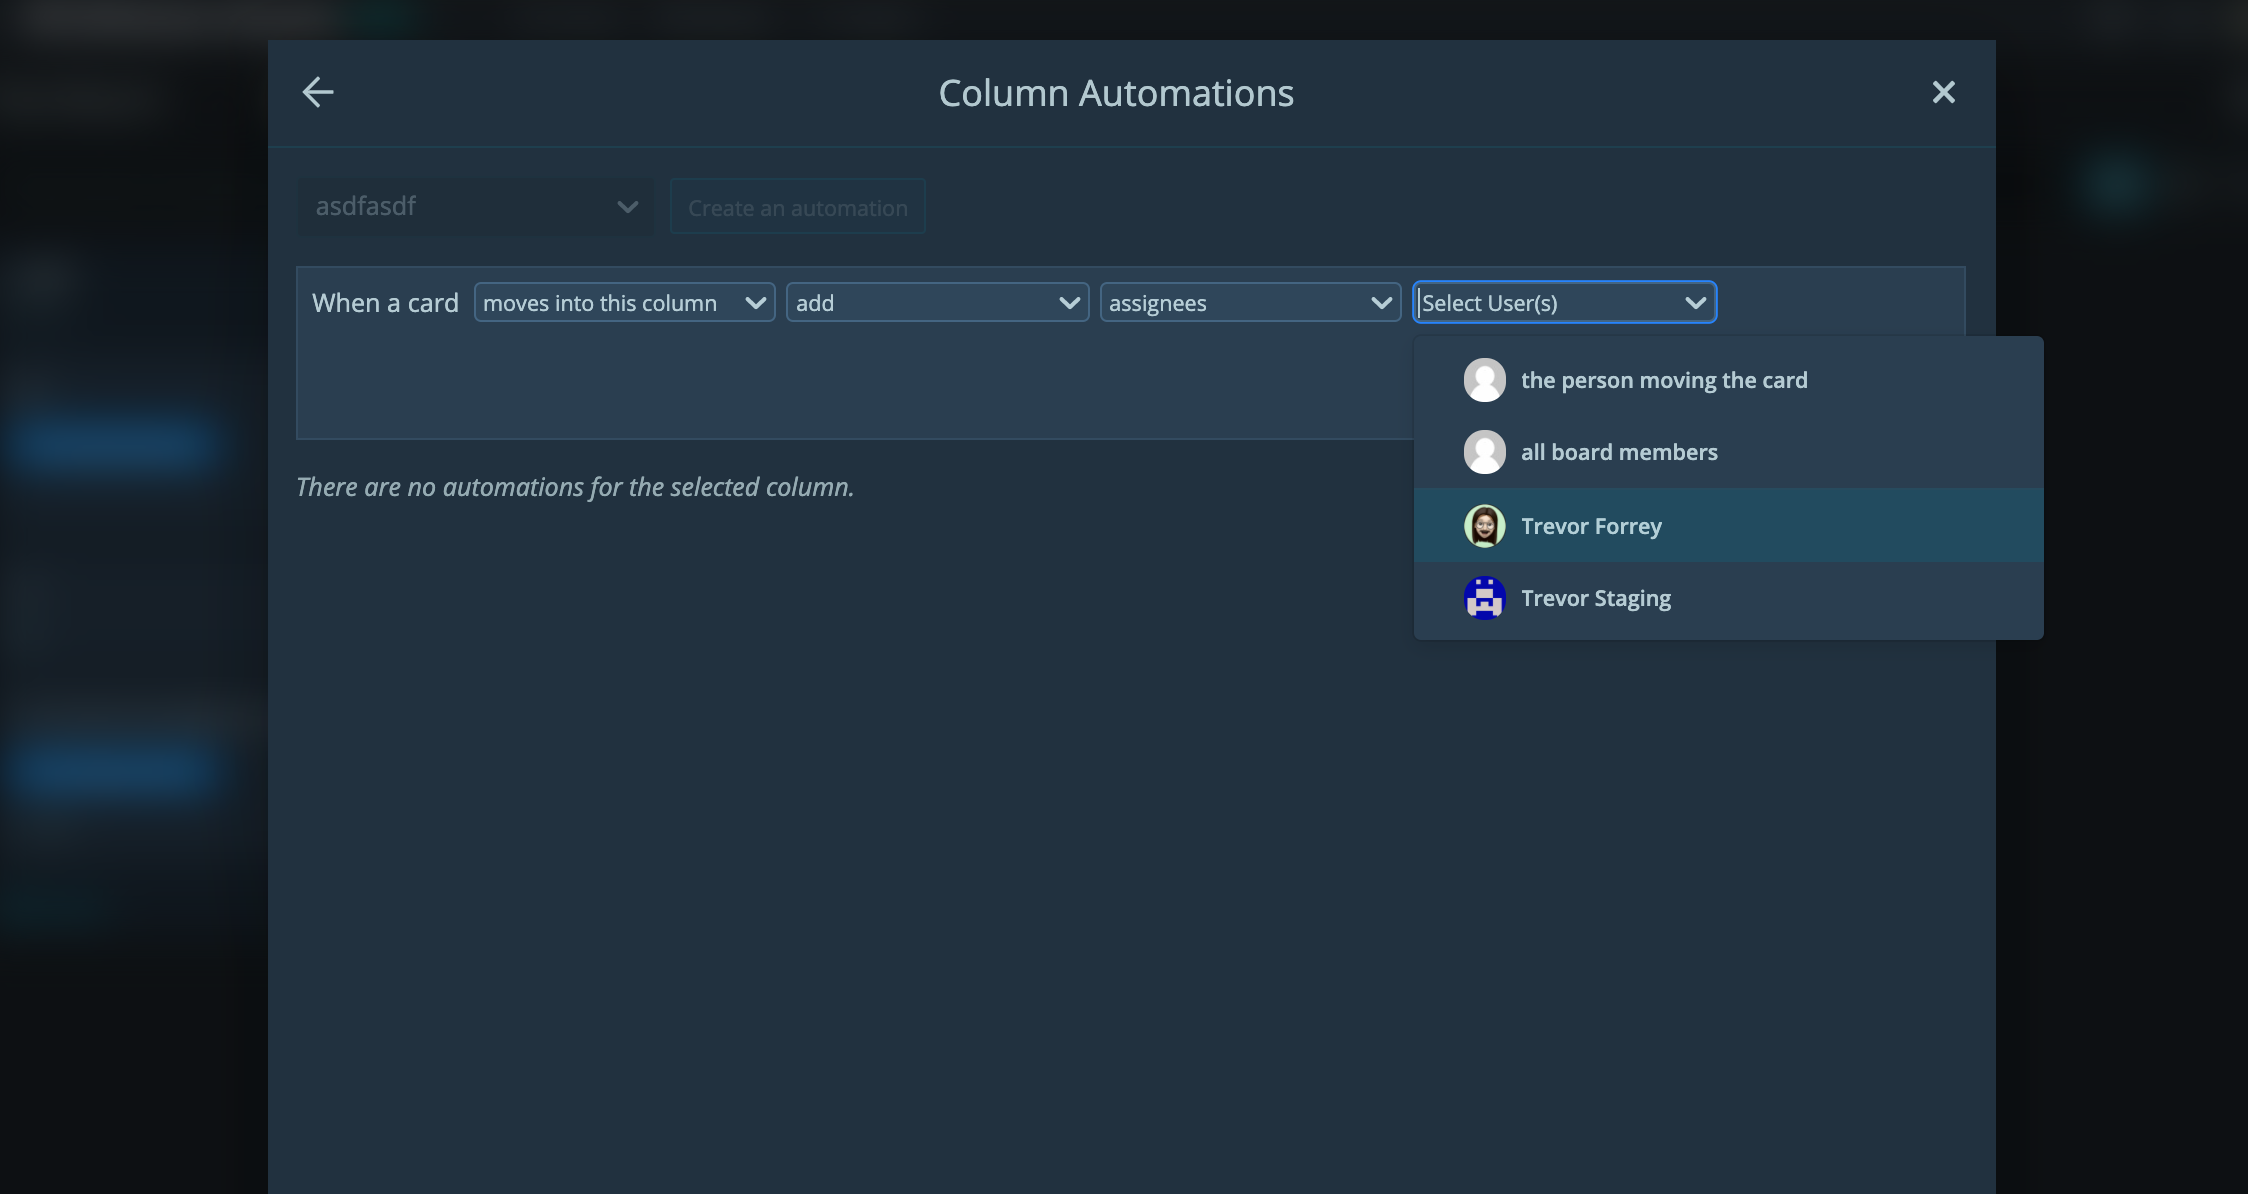 Column Automations
asdfasdf
Create an automation
When a card moves into this column add assignees Select User(s)
the person moving the card
all board members
There are no automations for the selected column.
Trevor Forrey
Trevor Staging